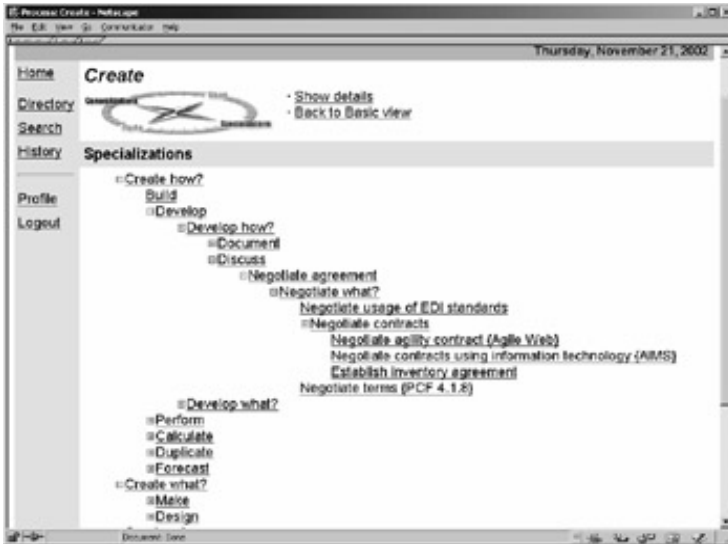 Process: Create - Netscape
File Edit View Go Communicator Help
Thursday, November 21, 2002
Home
Directory
Search
History
Profile
Logout
Create
Generalizations
Uses
Parts
Specializations
- Show details
- Back to Basic view
Specializations
Create how?
Build
Develop
Develop how?
Document
Discuss
Negotiate agreement
Negotiate what?
Negotiate usage of EDI standards
Negotiate contracts
Negotiate agility contract {Agile Web}
Negotiate contracts using information technology {AIMS}
Establish inventory agreement
Negotiate terms {PCF 4.1.8}
Develop what?
Perform
Calculate
Duplicate
Forecast
Create what?
Make
Design
Document: Done